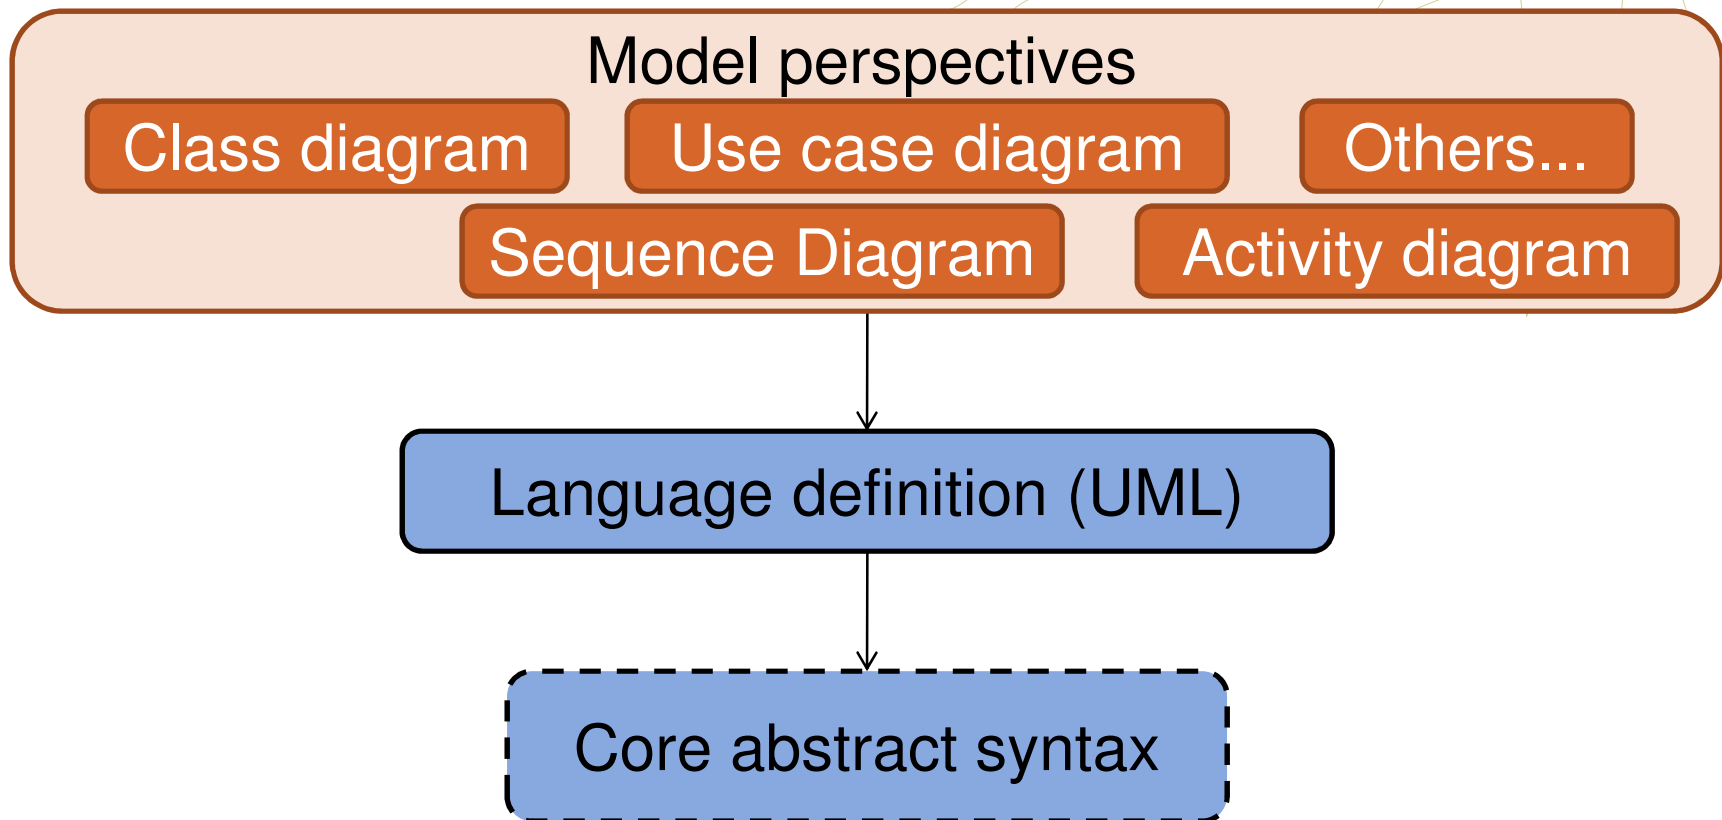 Model perspectives
Class diagram
Use case diagram
Others...
Sequence Diagram
Activity diagram
Language definition (UML)
Core abstract syntax